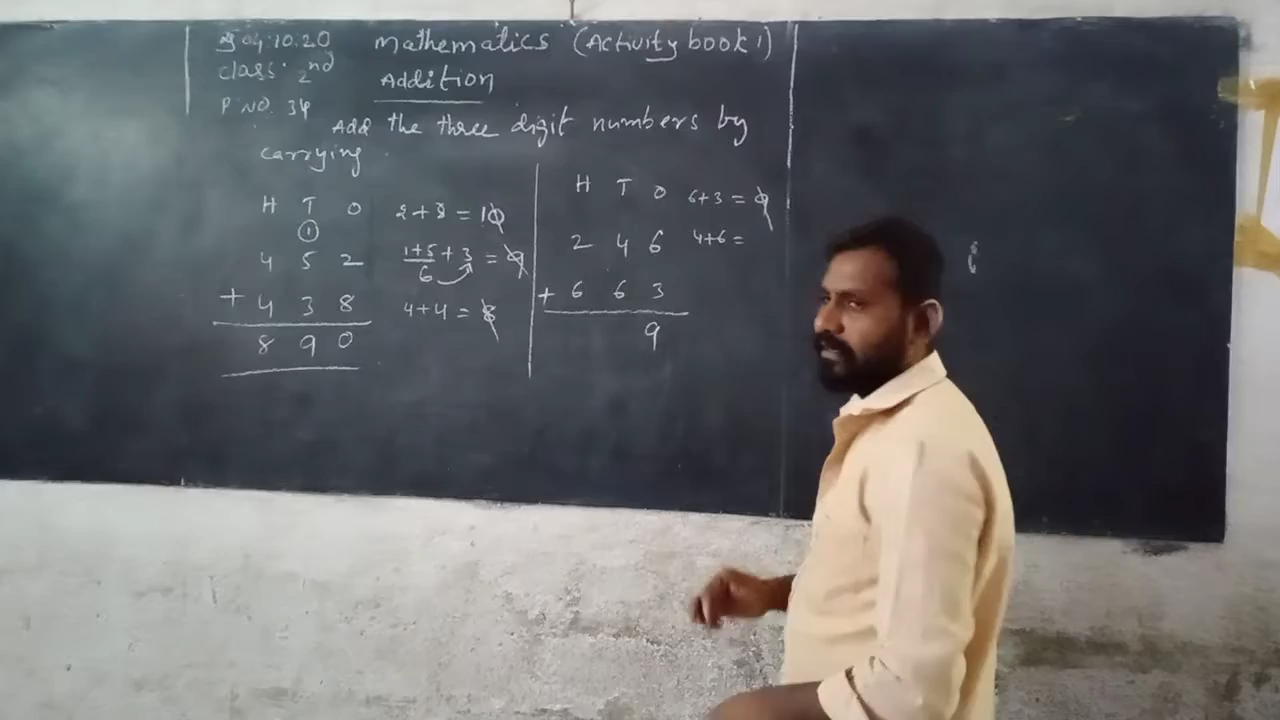 04.10.20 Mathematics (Activity book 1)
class 2nd Addition
P NO. 34
Add the three digit numbers by
carrying
H T O 2+8 = 10
1
4 5 2 1+5 + 3 = 9
6
+ 4 3 8 4+4 = 8
8 9 0
H T O 6+3 = 9
2 4 6 4+6 =
+ 6 6 3
9